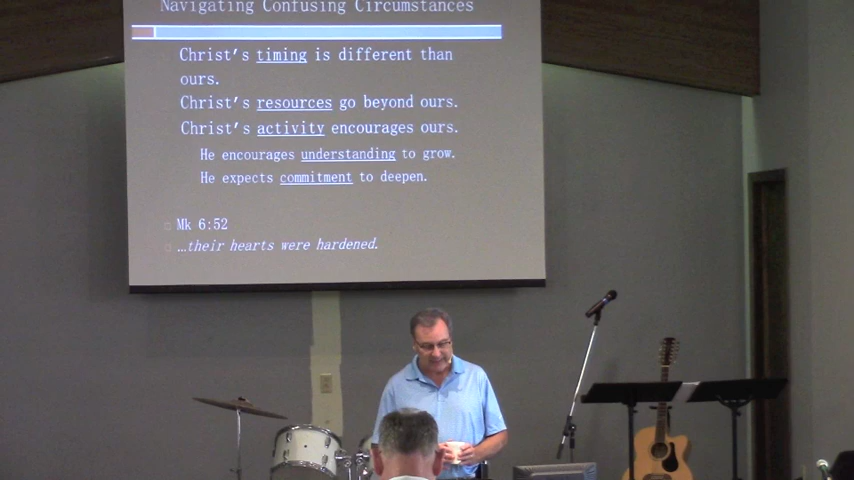 Navigating Confusing Circumstances
Christ's timing is different than
ours.
Christ's resources go beyond ours.
Christ's activity encourages ours.
He encourages understanding to grow.
He expects commitment to deepen.
Mk 6:52
…their hearts were hardened.